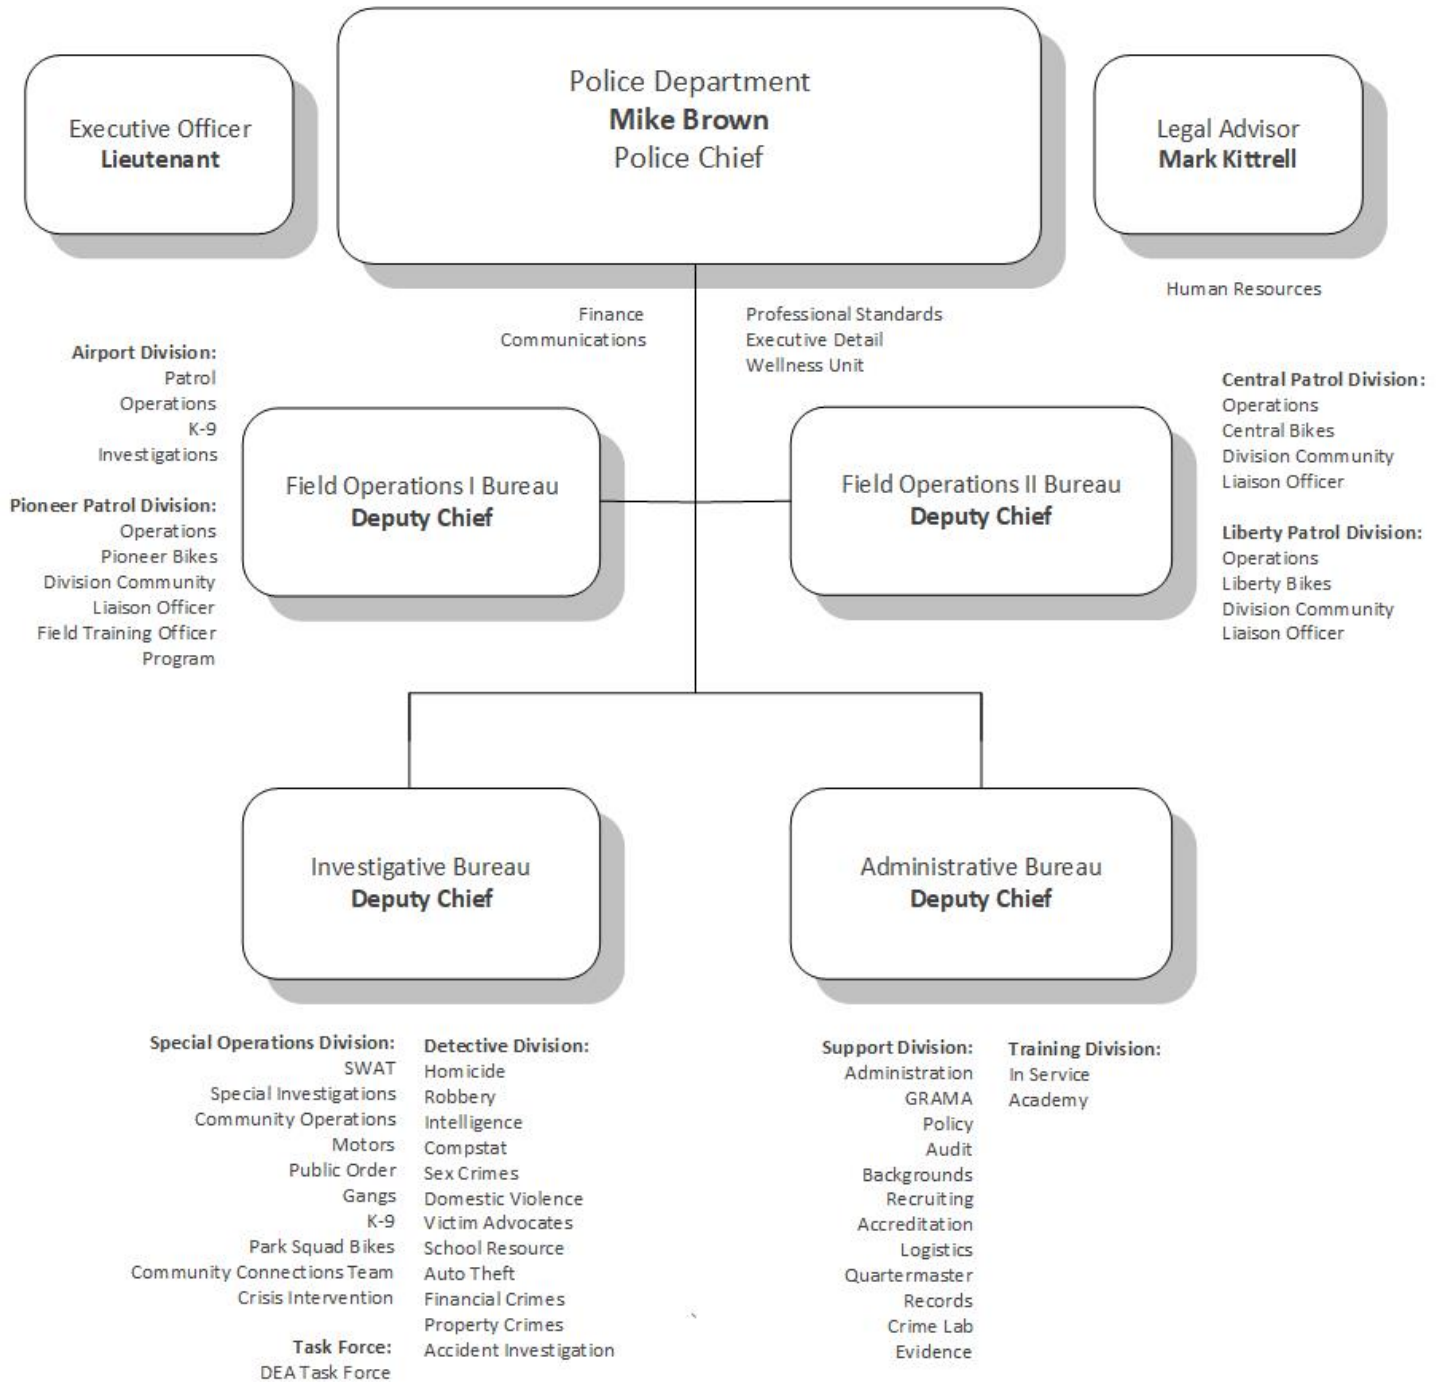 Police Department
Mike Brown
Police Chief
Executive Officer
Lieutenant
Legal Advisor
Mark Kittrell
Human Resources
Finance
Communications
Professional Standards
Executive Detail
Wellness Unit
Airport Division:
Patrol
Operations
K-9
Investigations
Pioneer Patrol Division:
Operations
Pioneer Bikes
Division Community
Liaison Officer
Field Training Officer
Program
Field Operations I Bureau
Deputy Chief
Field Operations II Bureau
Deputy Chief
Central Patrol Division:
Operations
Central Bikes
Division Community
Liaison Officer
Liberty Patrol Division:
Operations
Liberty Bikes
Division Community
Liaison Officer
Investigative Bureau
Deputy Chief
Administrative Bureau
Deputy Chief
Special Operations Division:
SWAT
Special Investigations
Community Operations
Motors
Public Order
Gangs
K-9
Park Squad Bikes
Community Connections Team
Crisis Intervention
Task Force:
DEA Task Force
Detective Division:
Homicide
Robbery
Intelligence
Compstat
Sex Crimes
Domestic Violence
Victim Advocates
School Resource
Auto Theft
Financial Crimes
Property Crimes
Accident Investigation
Support Division:
Administration
GRAMA
Policy
Audit
Backgrounds
Recruiting
Accreditation
Logistics
Quartermaster
Records
Crime Lab
Evidence
Training Division:
In Service
Academy